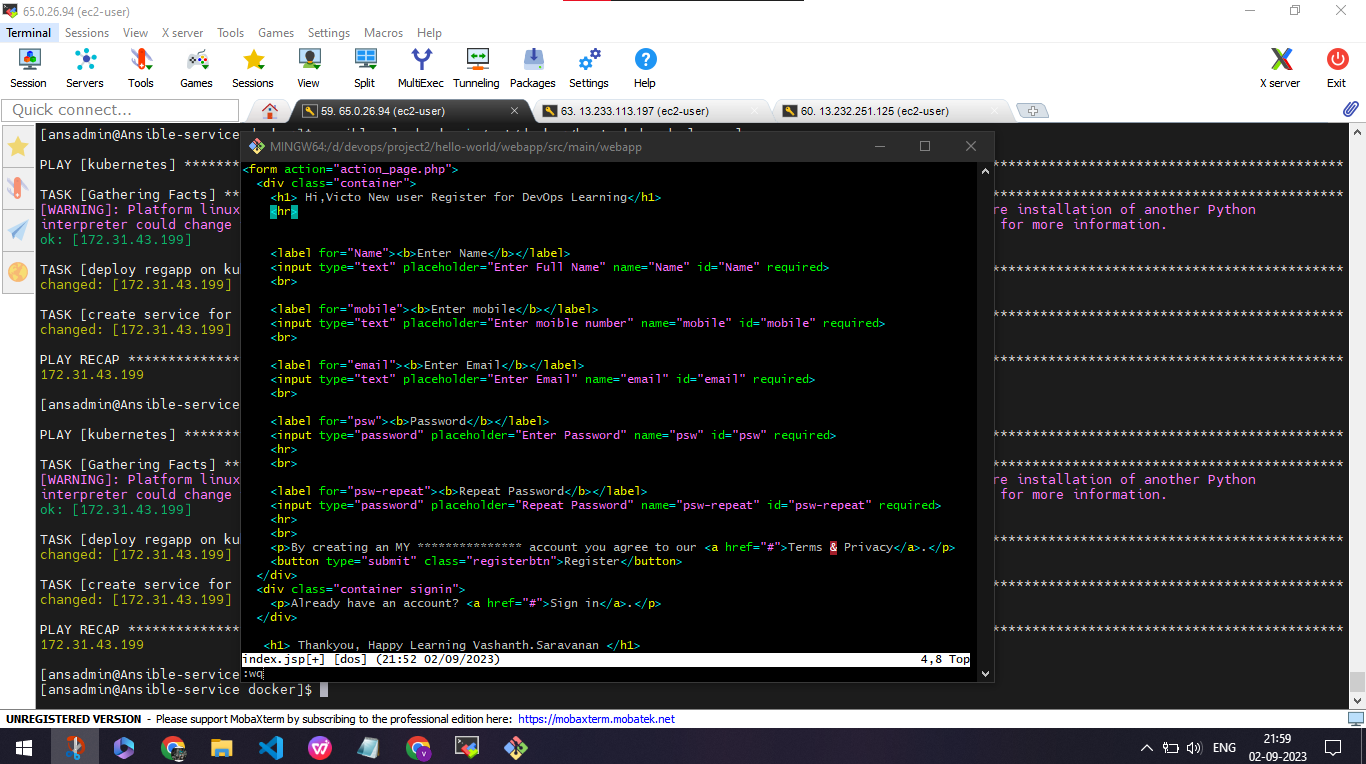 65.0.26.94 (ec2-user)
Terminal Sessions View X server Tools Games Settings Macros Help
Session Servers Tools Games Sessions View Split MultiExec Tunneling Packages Settings Help X server Exit
Quick connect... 59. 65.0.26.94 (ec2-user) 63. 13.233.113.197 (ec2-user) 60. 13.232.251.125 (ec2-user)
[ansadmin@Ansible-service
PLAY [kubernetes] *******
TASK [Gathering Facts] **
[WARNING]: Platform linux re installation of another Python
interpreter could change for more information.
ok: [172.31.43.199]
TASK [deploy regapp on ku
changed: [172.31.43.199]
TASK [create service for
changed: [172.31.43.199]
PLAY RECAP **************
172.31.43.199
[ansadmin@Ansible-service
PLAY [kubernetes] *******
TASK [Gathering Facts] **
[WARNING]: Platform linux re installation of another Python
interpreter could change for more information.
ok: [172.31.43.199]
TASK [deploy regapp on ku
changed: [172.31.43.199]
TASK [create service for
changed: [172.31.43.199]
PLAY RECAP **************
172.31.43.199
[ansadmin@Ansible-service
[ansadmin@Ansible-service docker]$
MINGW64:/d/devops/project2/hello-world/webapp/src/main/webapp
<form action="action_page.php">
<div class="container">
<h1> Hi,Victo New user Register for DevOps Learning</h1>
<hr>
<label for="Name"><b>Enter Name</b></label>
<input type="text" placeholder="Enter Full Name" name="Name" id="Name" required>
<br>
<label for="mobile"><b>Enter mobile</b></label>
<input type="text" placeholder="Enter moible number" name="mobile" id="mobile" required>
<br>
<label for="email"><b>Enter Email</b></label>
<input type="text" placeholder="Enter Email" name="email" id="email" required>
<br>
<label for="psw"><b>Password</b></label>
<input type="password" placeholder="Enter Password" name="psw" id="psw" required>
<hr>
<br>
<label for="psw-repeat"><b>Repeat Password</b></label>
<input type="password" placeholder="Repeat Password" name="psw-repeat" id="psw-repeat" required>
<hr>
<br>
<p>By creating an MY *************** account you agree to our <a href="#">Terms & Privacy</a>.</p>
<button type="submit" class="registerbtn">Register</button>
</div>
<div class="container signin">
<p>Already have an account? <a href="#">Sign in</a>.</p>
</div>
<h1> Thankyou, Happy Learning Vashanth.Saravanan </h1>
index.jsp[+] [dos] (21:52 02/09/2023) 4,8 Top
:wq
UNREGISTERED VERSION - Please support MobaXterm by subscribing to the professional edition here: https://mobaxterm.mobatek.net
ENG 21:59
02-09-2023